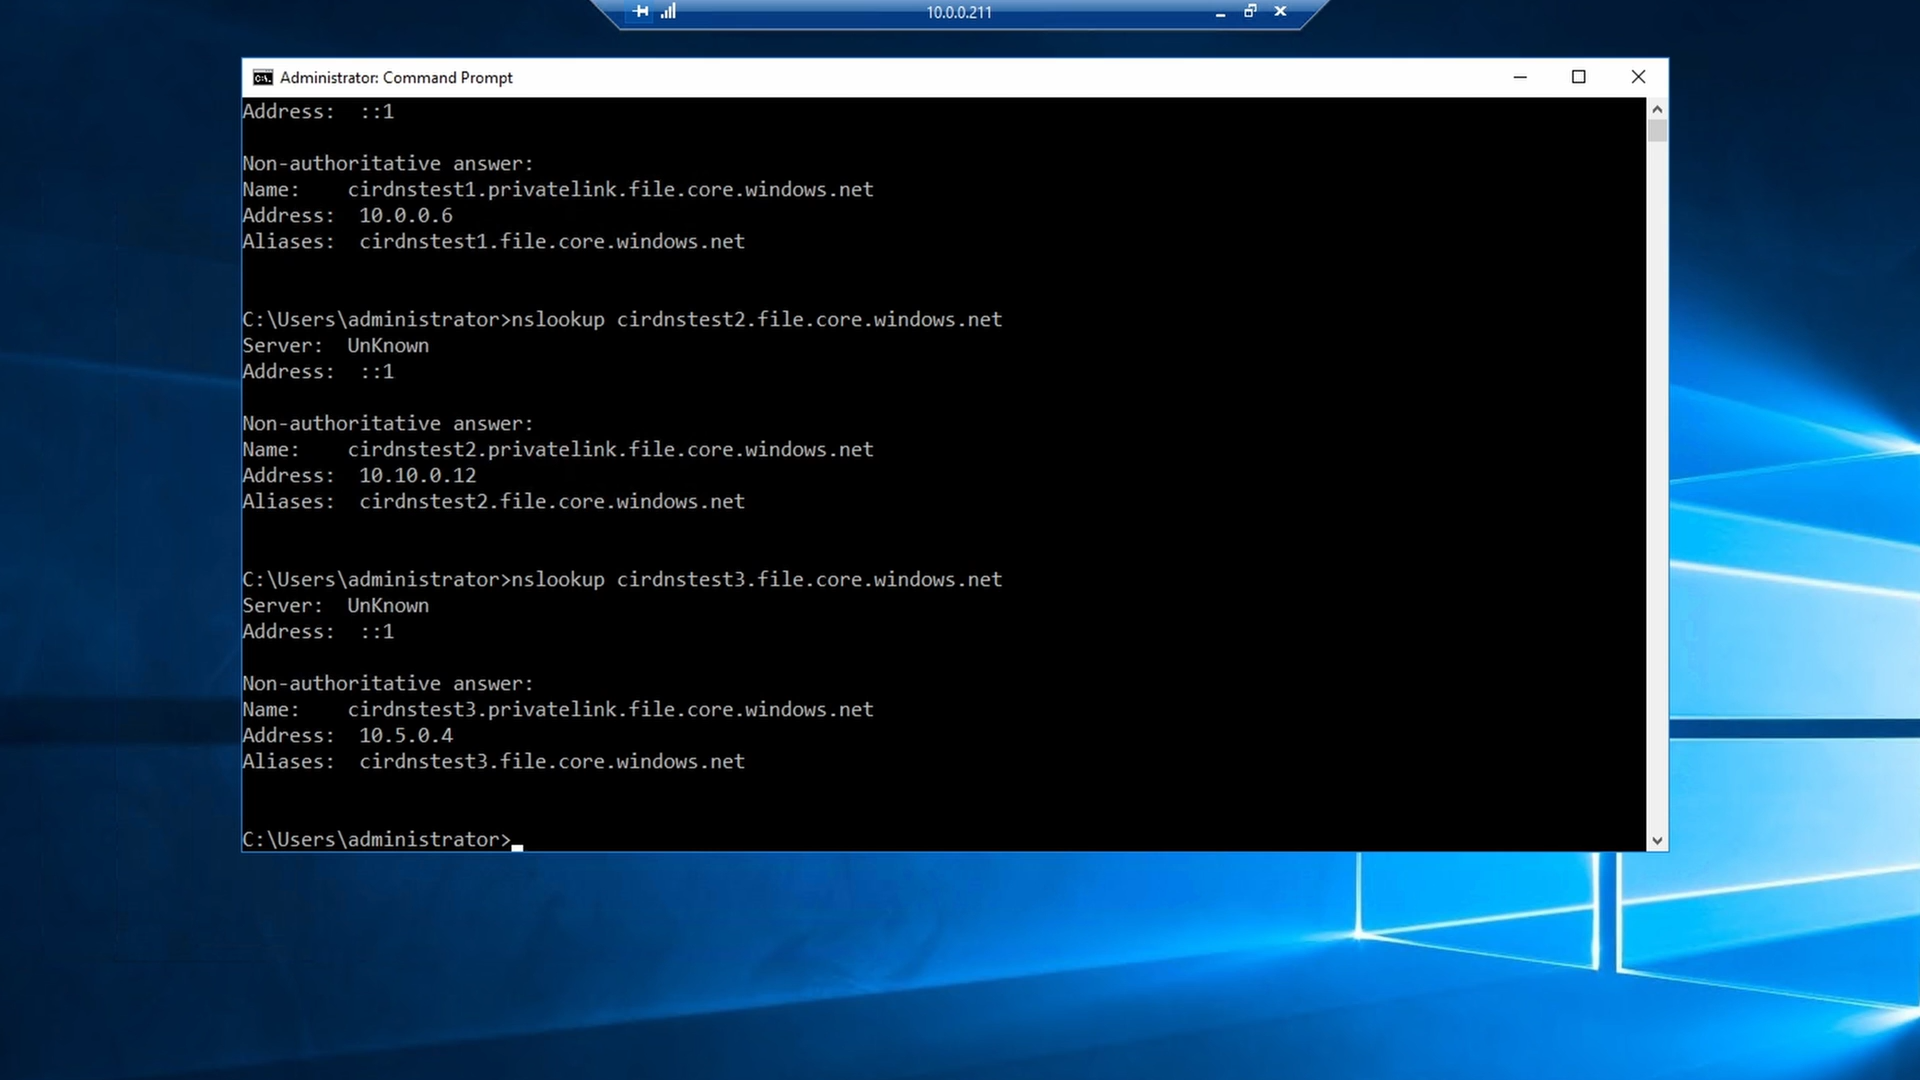 10.0.0.211
Administrator: Command Prompt
Address:  ::1
Non-authoritative answer:
Name:    cirdnstest1.privatelink.file.core.windows.net
Address:  10.0.0.6
Aliases:  cirdnstest1.file.core.windows.net
C:\Users\administrator>nslookup cirdnstest2.file.core.windows.net
Server:  UnKnown
Address:  ::1
Non-authoritative answer:
Name:    cirdnstest2.privatelink.file.core.windows.net
Address:  10.10.0.12
Aliases:  cirdnstest2.file.core.windows.net
C:\Users\administrator>nslookup cirdnstest3.file.core.windows.net
Server:  UnKnown
Address:  ::1
Non-authoritative answer:
Name:    cirdnstest3.privatelink.file.core.windows.net
Address:  10.5.0.4
Aliases:  cirdnstest3.file.core.windows.net
C:\Users\administrator>